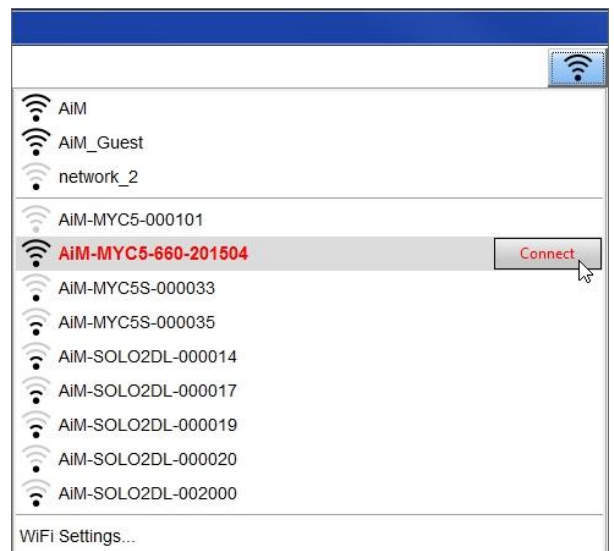 AiM
AiM_Guest
network_2
AiM-MYC5-000101
AiM-MYC5-660-201504 Connect
AiM-MYC5S-000033
AiM-MYC5S-000035
AiM-SOLO2DL-000014
AiM-SOLO2DL-000017
AiM-SOLO2DL-000019
AiM-SOLO2DL-000020
AiM-SOLO2DL-002000
WiFi Settings...